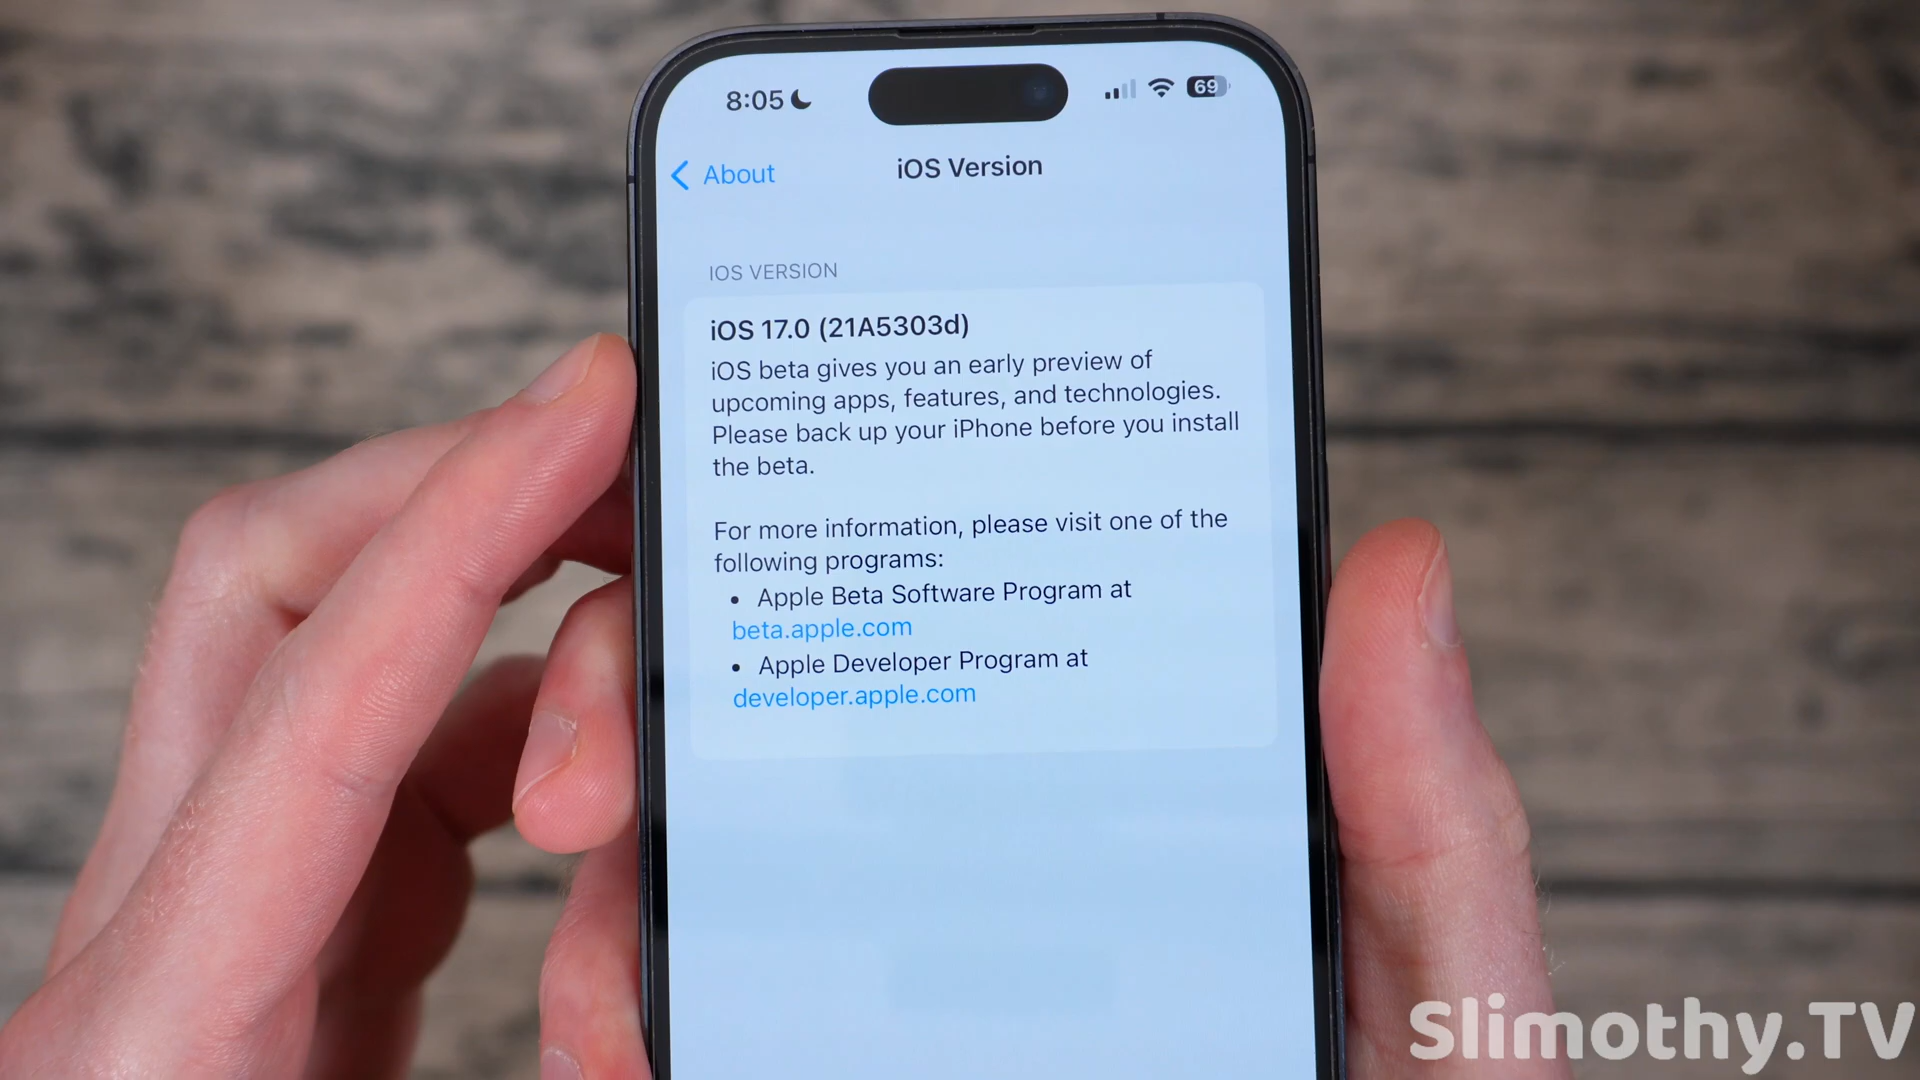 8:05
69
About
iOS Version
IOS VERSION
iOS 17.0 (21A5303d)
iOS beta gives you an early preview of
upcoming apps, features, and technologies.
Please back up your iPhone before you install
the beta.
For more information, please visit one of the
following programs:
• Apple Beta Software Program at
beta.apple.com
• Apple Developer Program at
developer.apple.com
Slimothy.TV